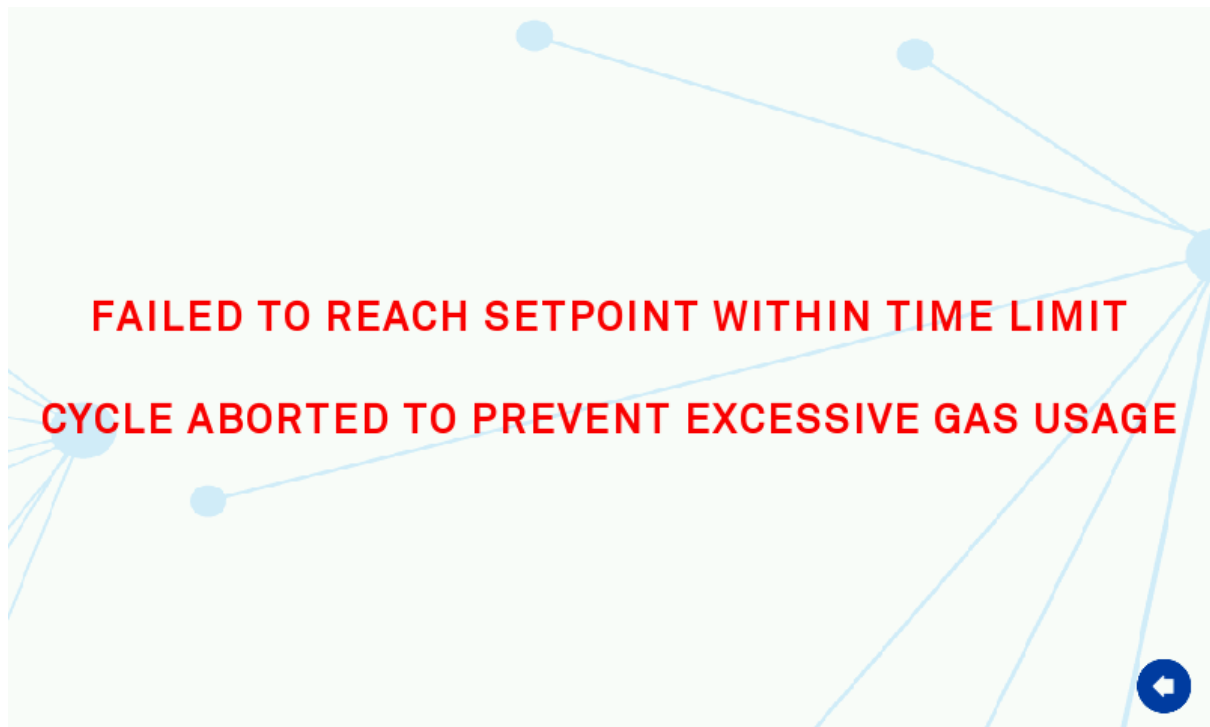 FAILED TO REACH SETPOINT WITHIN TIME LIMIT
CYCLE ABORTED TO PREVENT EXCESSIVE GAS USAGE